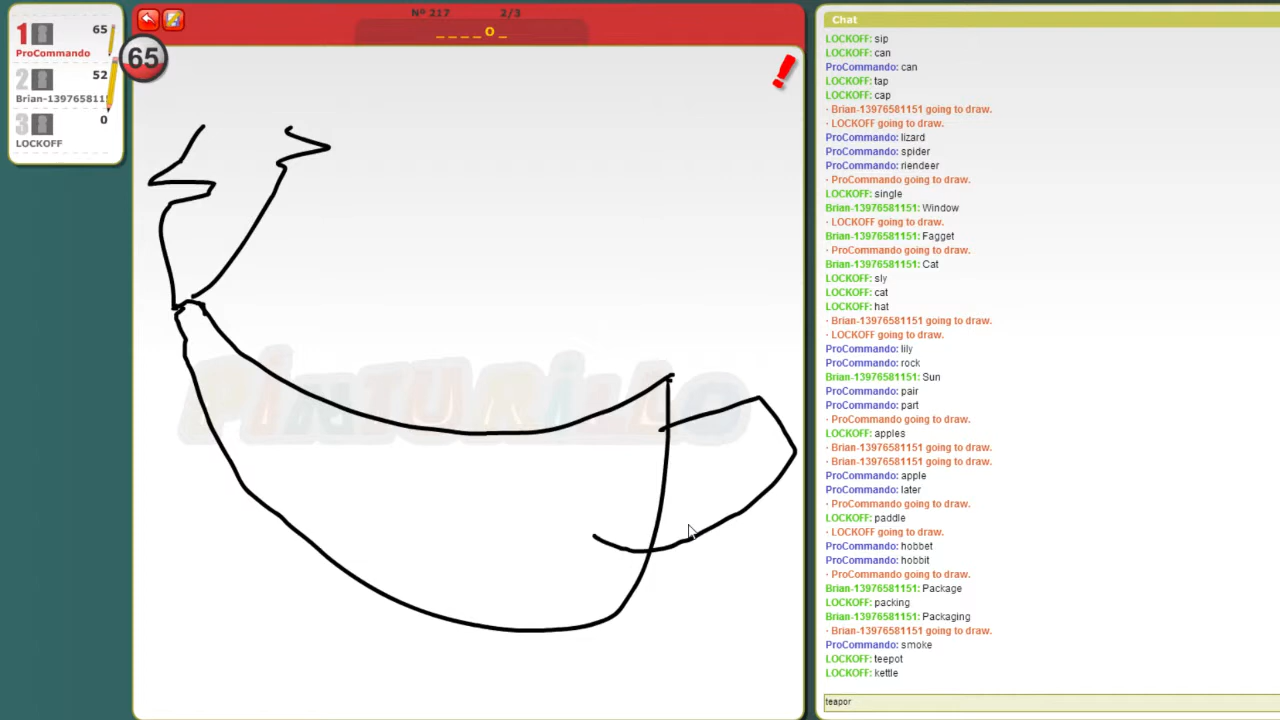 Nº 217 2/3
_ _ _ _ O _
1 65
ProCommando
65
2 52
Brian-1397658115
3 0
LOCKOFF
Chat
LOCKOFF: sip
LOCKOFF: can
ProCommando: can
LOCKOFF: tap
LOCKOFF: cap
· Brian-13976581151 going to draw.
· LOCKOFF going to draw.
ProCommando: lizard
ProCommando: spider
ProCommando: riendeer
· ProCommando going to draw.
LOCKOFF: single
Brian-13976581151: Window
· LOCKOFF going to draw.
Brian-13976581151: Fagget
· ProCommando going to draw.
Brian-13976581151: Cat
LOCKOFF: sly
LOCKOFF: cat
LOCKOFF: hat
· Brian-13976581151 going to draw.
· LOCKOFF going to draw.
ProCommando: lily
ProCommando: rock
Brian-13976581151: Sun
ProCommando: pair
ProCommando: part
· ProCommando going to draw.
LOCKOFF: apples
· Brian-13976581151 going to draw.
· Brian-13976581151 going to draw.
ProCommando: apple
ProCommando: later
· ProCommando going to draw.
LOCKOFF: paddle
· LOCKOFF going to draw.
ProCommando: hobbet
ProCommando: hobbit
· ProCommando going to draw.
Brian-13976581151: Package
LOCKOFF: packing
Brian-13976581151: Packaging
· Brian-13976581151 going to draw.
ProCommando: smoke
LOCKOFF: teepot
LOCKOFF: kettle
teapor